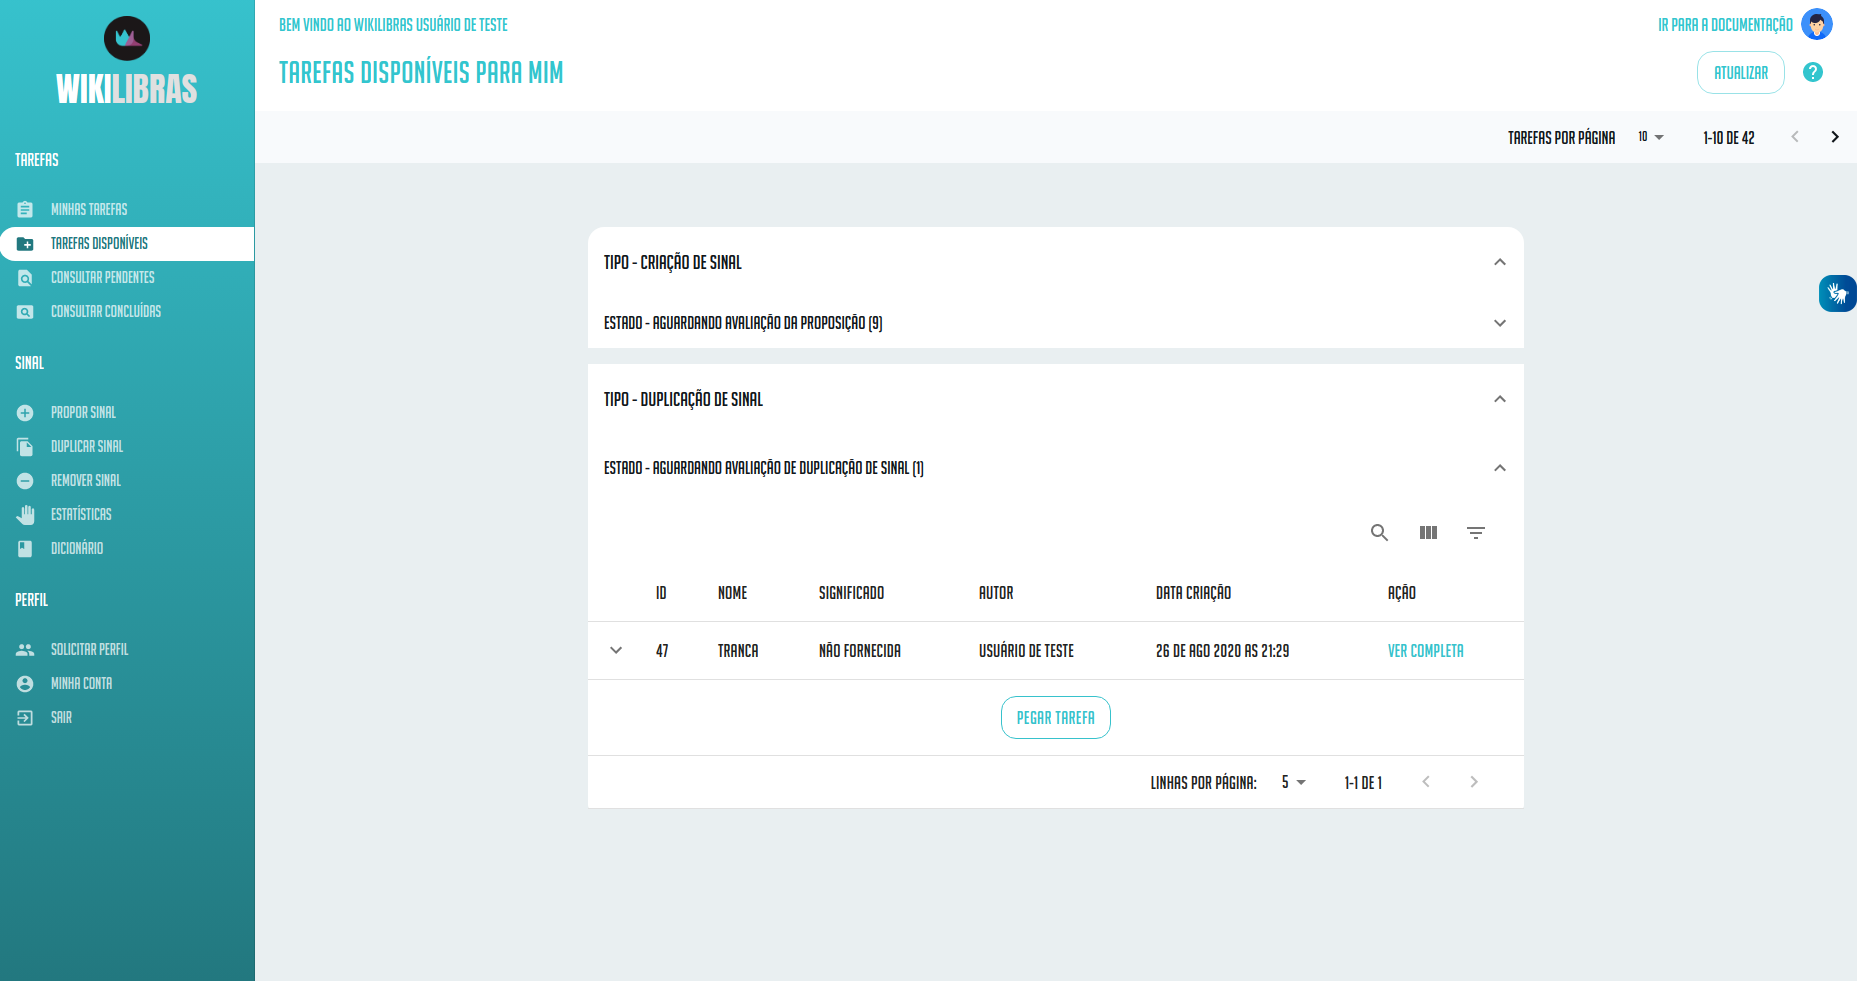 WIKILIBRAS
TAREFAS
MINHAS TAREFAS
TAREFAS DISPONÍVEIS
CONSULTAR PENDENTES
CONSULTAR CONCLUÍDAS
SINAL
PROPOR SINAL
DUPLICAR SINAL
REMOVER SINAL
ESTATÍSTICAS
DICIONÁRIO
PERFIL
SOLICITAR PERFIL
MINHA CONTA
SAIR
BEM VINDO AO WIKILIBRAS USUÁRIO DE TESTE
IR PARA A DOCUMENTAÇÃO
TAREFAS DISPONÍVEIS PARA MIM
ATUALIZAR ?
TAREFAS POR PÁGINA 10 1-10 DE 42
TIPO - CRIAÇÃO DE SINAL
ESTADO - AGUARDANDO AVALIAÇÃO DA PROPOSIÇÃO (9)
TIPO - DUPLICAÇÃO DE SINAL
ESTADO - AGUARDANDO AVALIAÇÃO DE DUPLICAÇÃO DE SINAL (1)
ID NOME SIGNIFICADO AUTOR DATA CRIAÇÃO AÇÃO
47 TRANCA NÃO FORNECIDA USUÁRIO DE TESTE 26 DE AGO 2020 AS 21:29 VER COMPLETA
PEGAR TAREFA
LINHAS POR PÁGINA: 5 1-1 DE 1